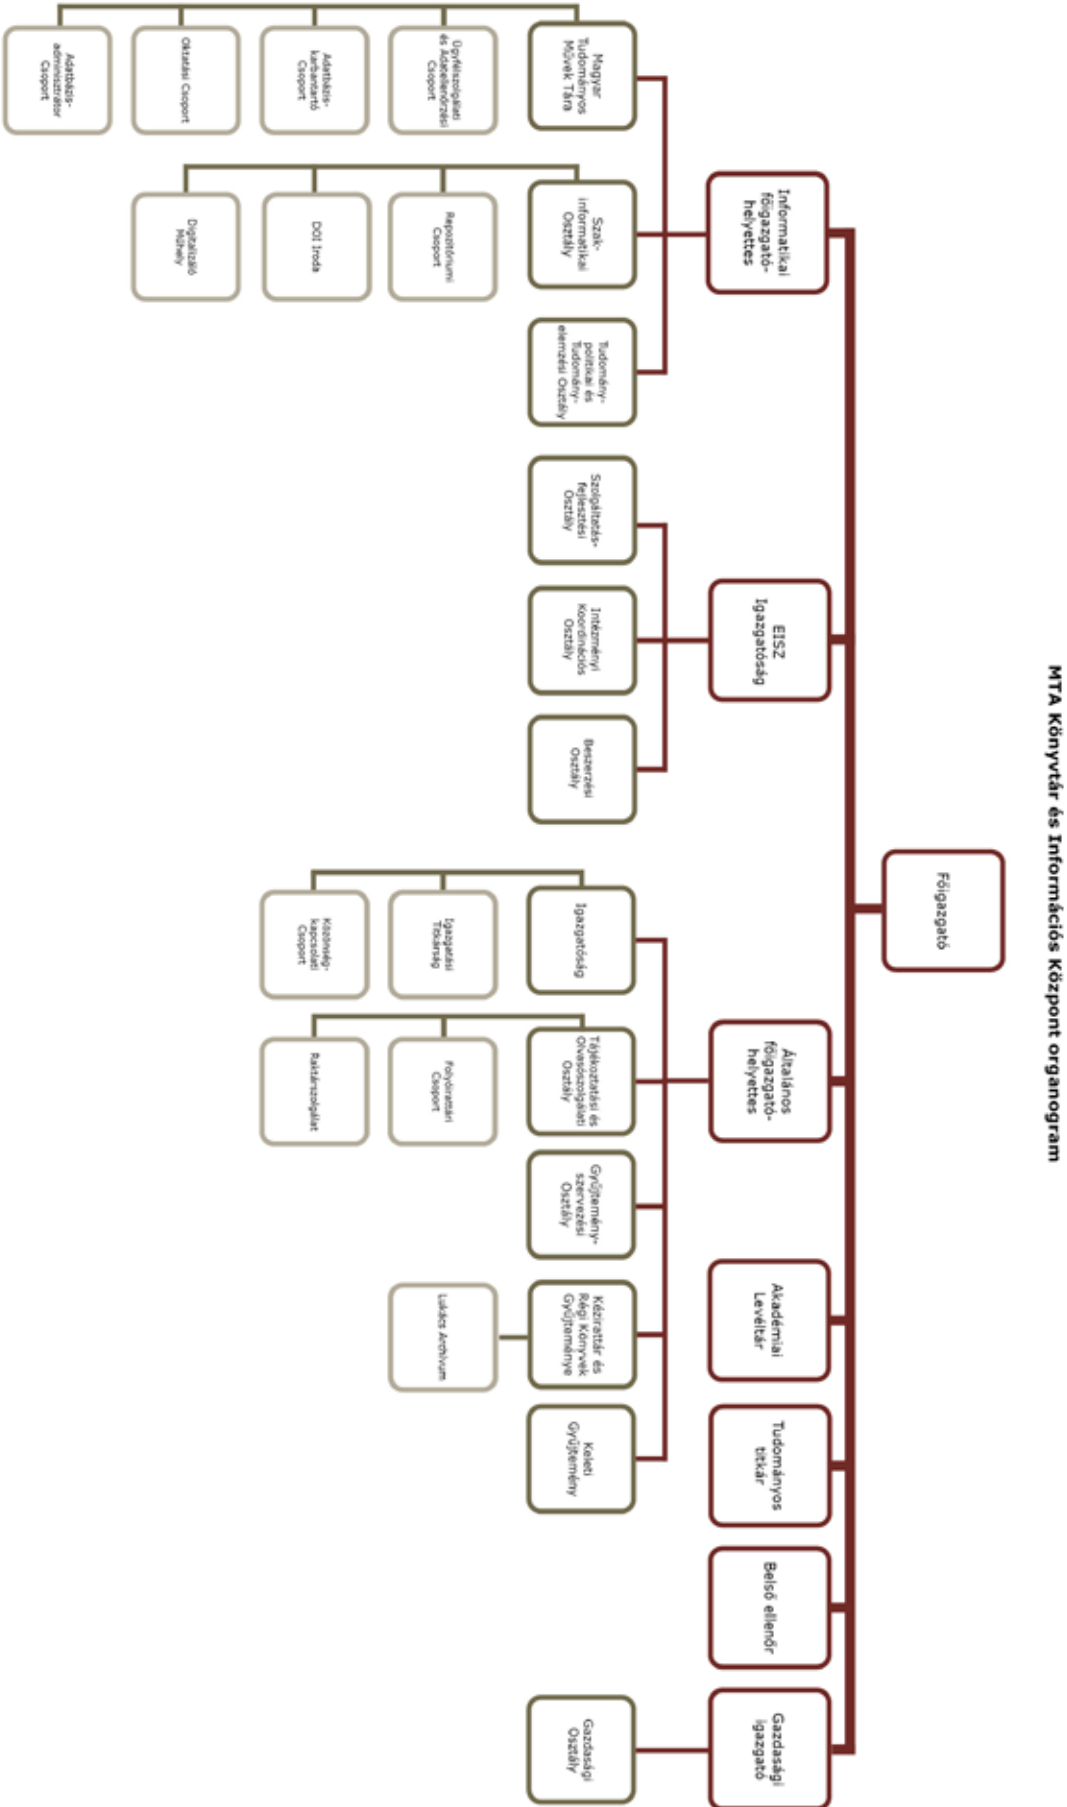 MTA Könyvtár és Információs Központ organogram
Főigazgató
Informatikai
főigazgató-
helyettes
EISZ
Igazgatóság
Általános
főigazgató-
helyettes
Akadémiai
Levéltár
Tudományos
titkár
Belső ellenőr
Gazdasági
igazgató
Magyar
Tudományos
Művek Tára
Szak-
informatikai
Osztály
Tudomány-
politikai és
Tudomány-
elemzési Osztály
Szolgáltatás-
fejlesztési
Osztály
Intézményi
Koordinációs
Osztály
Beszerzési
Osztály
Igazgatóság
Tájékoztatási és
Olvasószolgálati
Osztály
Gyűjtemény-
szervezési
Osztály
Kézirattár és
Régi Könyvek
Gyűjteménye
Keleti
Gyűjtemény
Gazdasági
Osztály
Ügyfélszolgálati
és Adatellenőrzési
Csoport
Adatbázis-
karbantartó
Csoport
Oktatási Csoport
Adatbázis-
adminisztrátor
Csoport
Repozitóriumi
Csoport
DOI Iroda
Digitalizáló
Műhely
Igazgatási
Titkárság
Közönség-
kapcsolati
Csoport
Folyóirattári
Csoport
Raktárszolgálat
Lukács Archívum